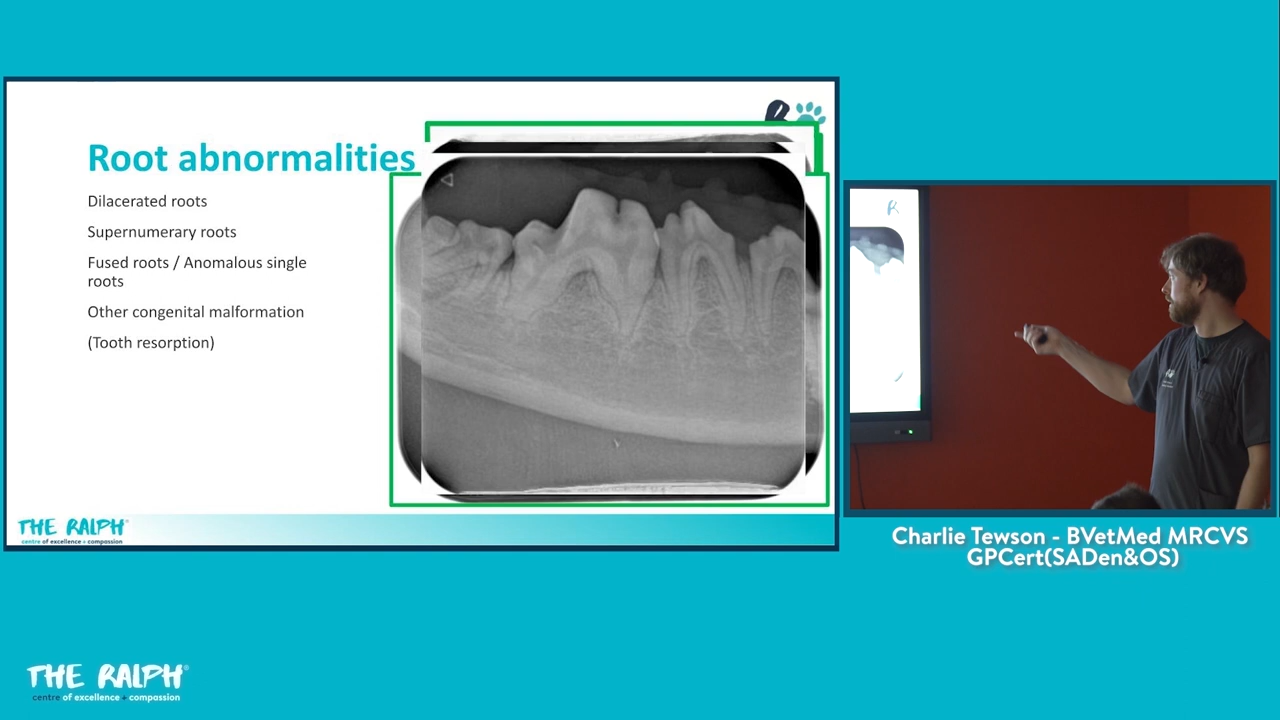 Root abnormalities
Dilacerated roots
Supernumerary roots
Fused roots / Anomalous single
roots
Other congenital malformation
(Tooth resorption)
THE RALPH®
centre of excellence + compassion
R
Charlie Tewson - BVetMed MRCVS
GPCert(SADen&OS)
THE RALPH®
centre of excellence + compassion